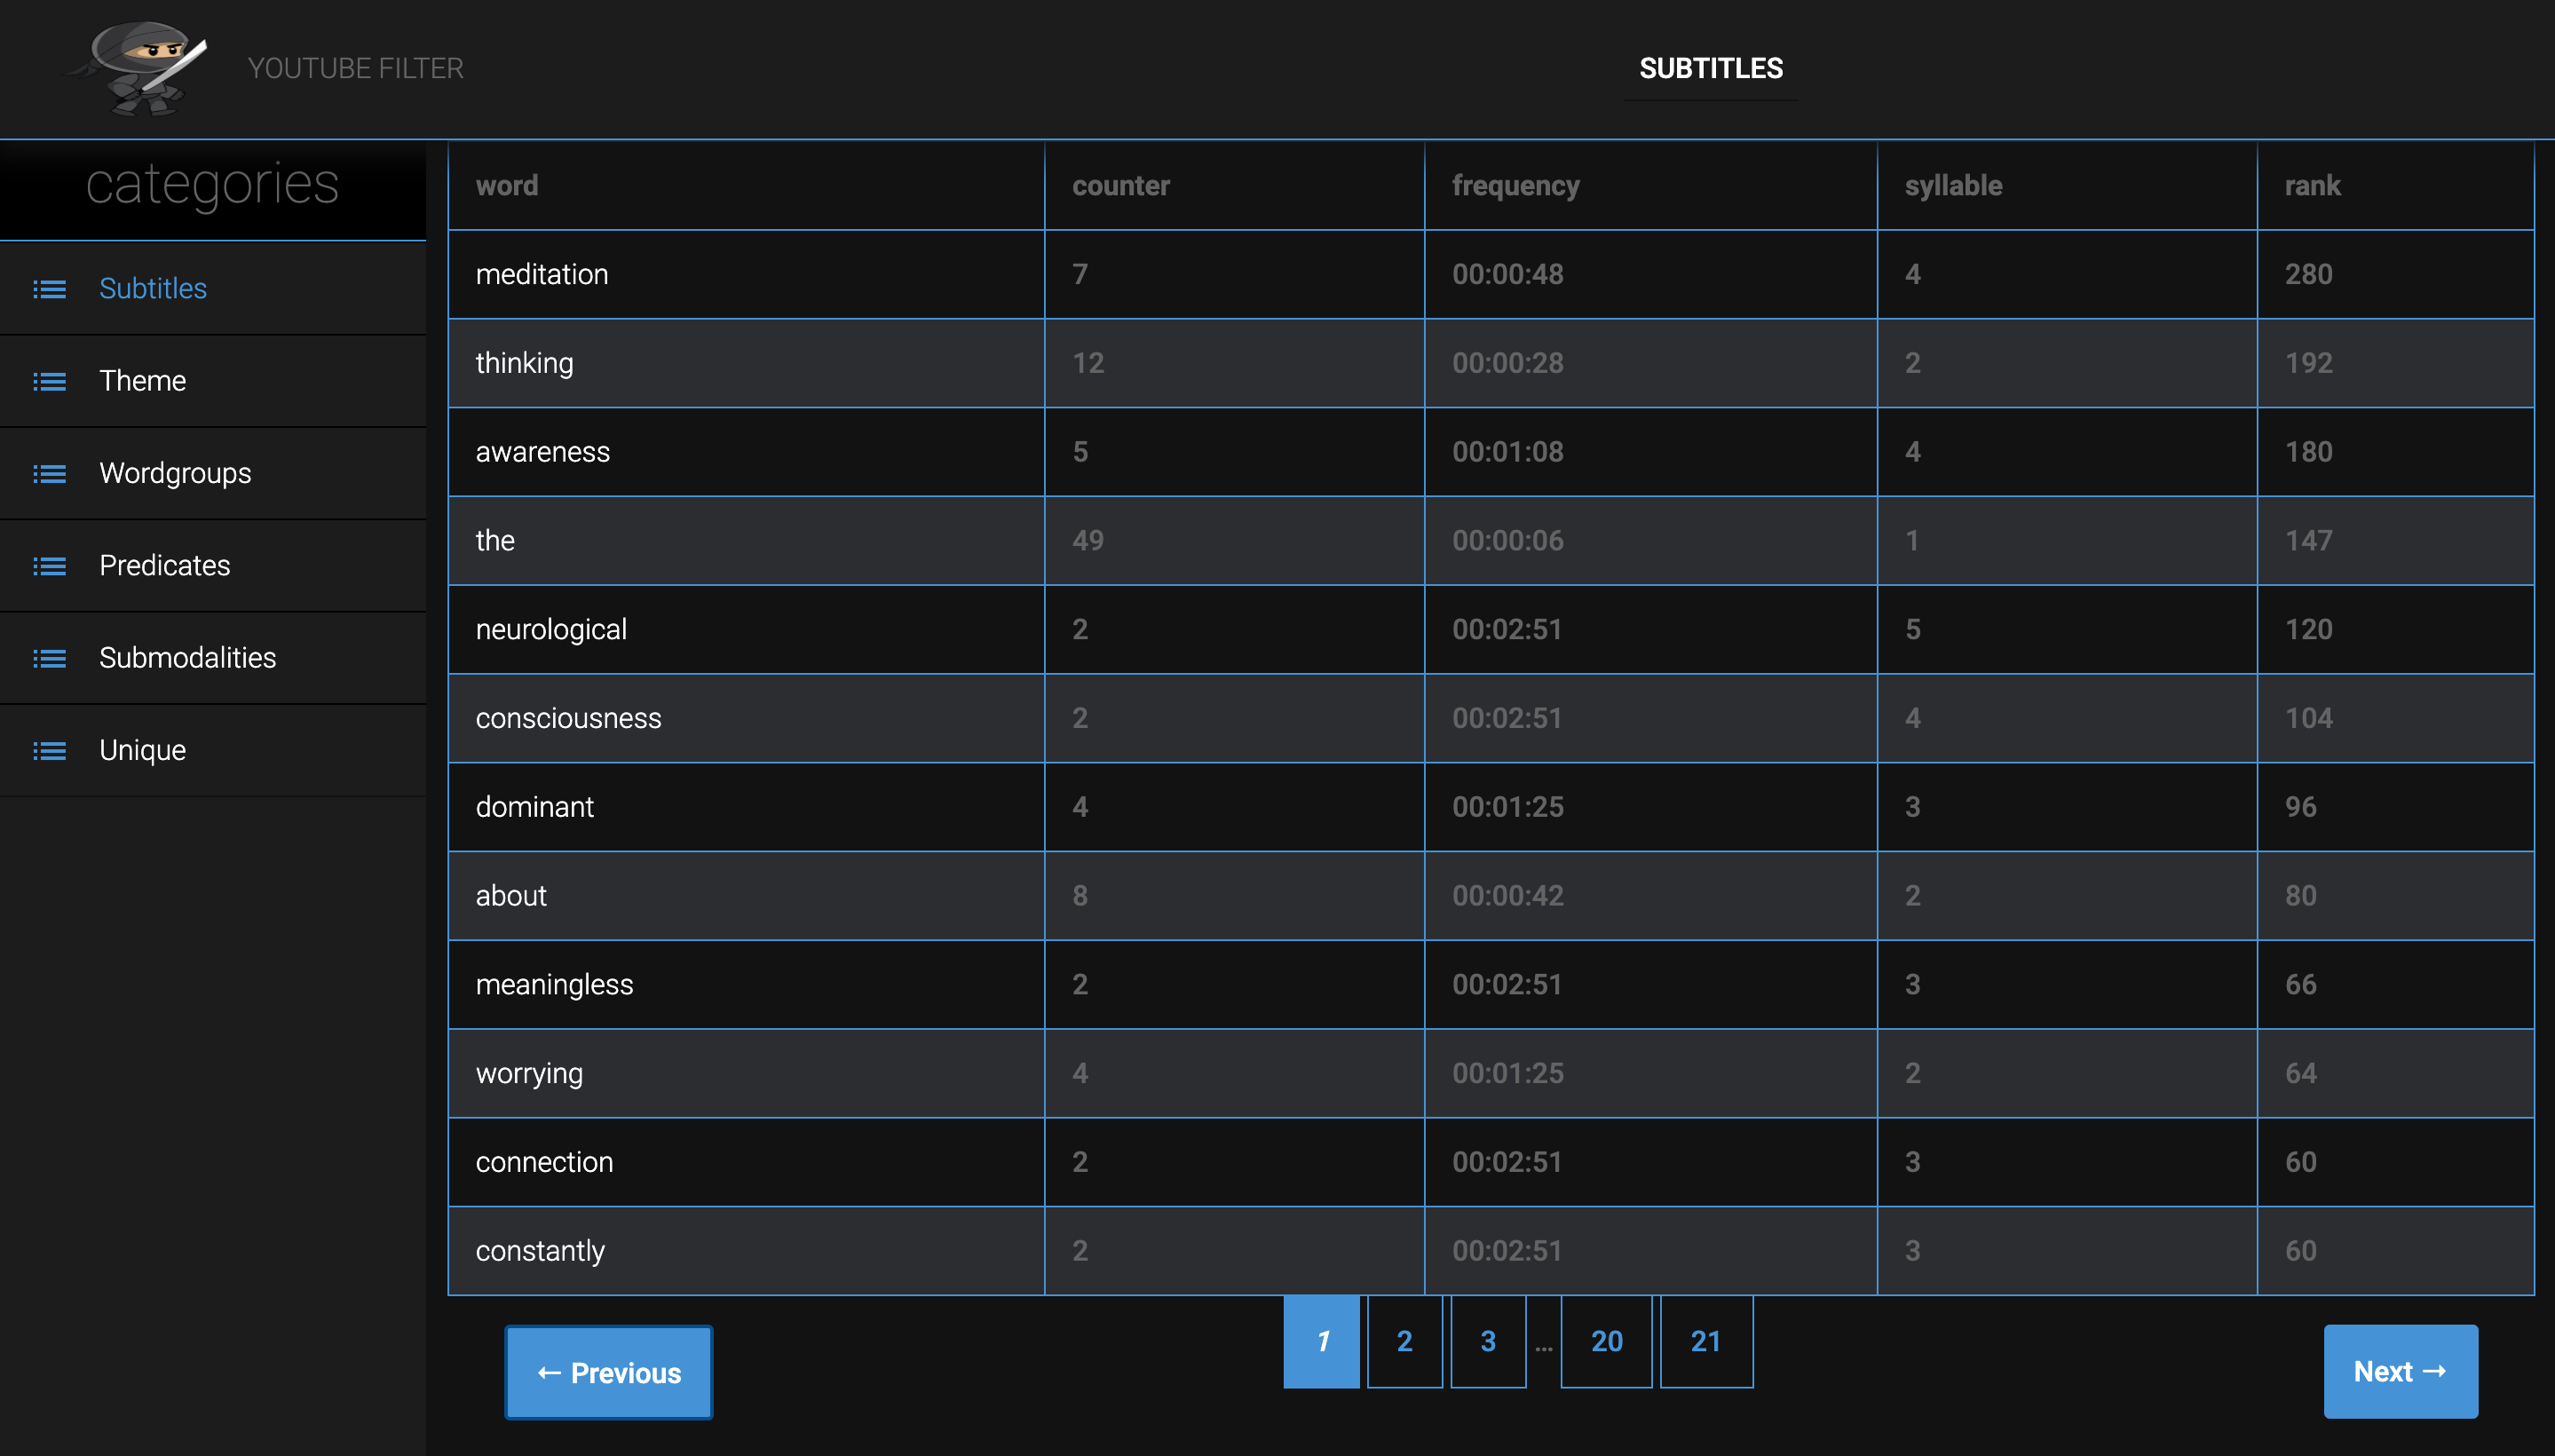 YOUTUBE FILTER
SUBTITLES
categories
Subtitles
Theme
Wordgroups
Predicates
Submodalities
Unique
word counter frequency syllable rank
meditation 7 00:00:48 4 280
thinking 12 00:00:28 2 192
awareness 5 00:01:08 4 180
the 49 00:00:06 1 147
neurological 2 00:02:51 5 120
consciousness 2 00:02:51 4 104
dominant 4 00:01:25 3 96
about 8 00:00:42 2 80
meaningless 2 00:02:51 3 66
worrying 4 00:01:25 2 64
connection 2 00:02:51 3 60
constantly 2 00:02:51 3 60
← Previous 1 2 3 ... 20 21 Next →